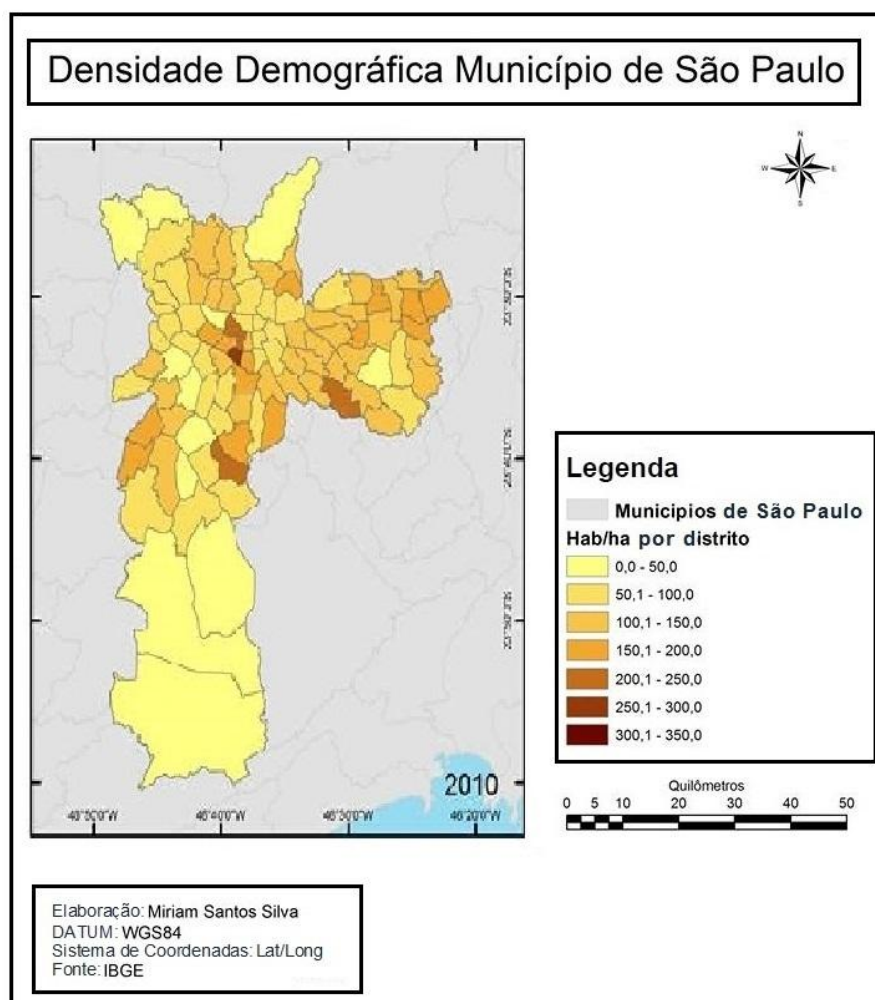 Densidade Demográfica Município de São Paulo
N
W
E
S
2010
Legenda
Municipios de São Paulo
Hab/ha por distrito
0,0 - 50,0
50,1 - 100,0
100,1 - 150,0
150,1 - 200,0
200,1 - 250,0
250,1 - 300,0
300,1 - 350,0
Quilômetros
0 5 10 20 30 40 50
46°40'0"W
46°30'0"W
46°20'0"W
Elaboração: Miriam Santos Silva
DATUM: WGS84
Sistema de Coordenadas: Lat/Long
Fonte: IBGE